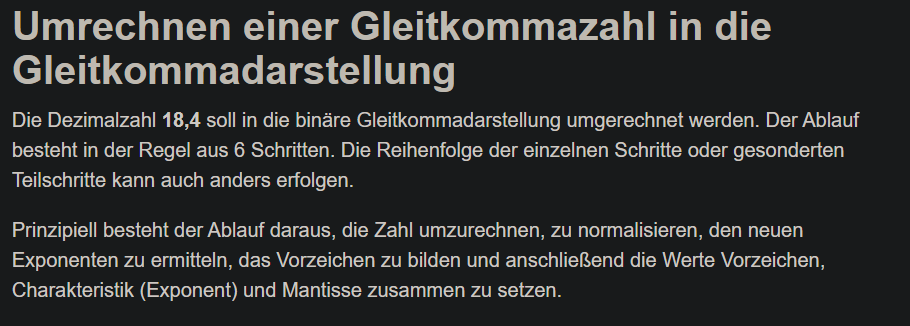 Umrechnen einer Gleitkommazahl in die
Gleitkommadarstellung
Die Dezimalzahl 18,4 soll in die binäre Gleitkommadarstellung umgerechnet werden. Der Ablauf
besteht in der Regel aus 6 Schritten. Die Reihenfolge der einzelnen Schritte oder gesonderten
Teilschritte kann auch anders erfolgen.
Prinzipiell besteht der Ablauf daraus, die Zahl umzurechnen, zu normalisieren, den neuen
Exponenten zu ermitteln, das Vorzeichen zu bilden und anschließend die Werte Vorzeichen,
Charakteristik (Exponent) und Mantisse zusammen zu setzen.